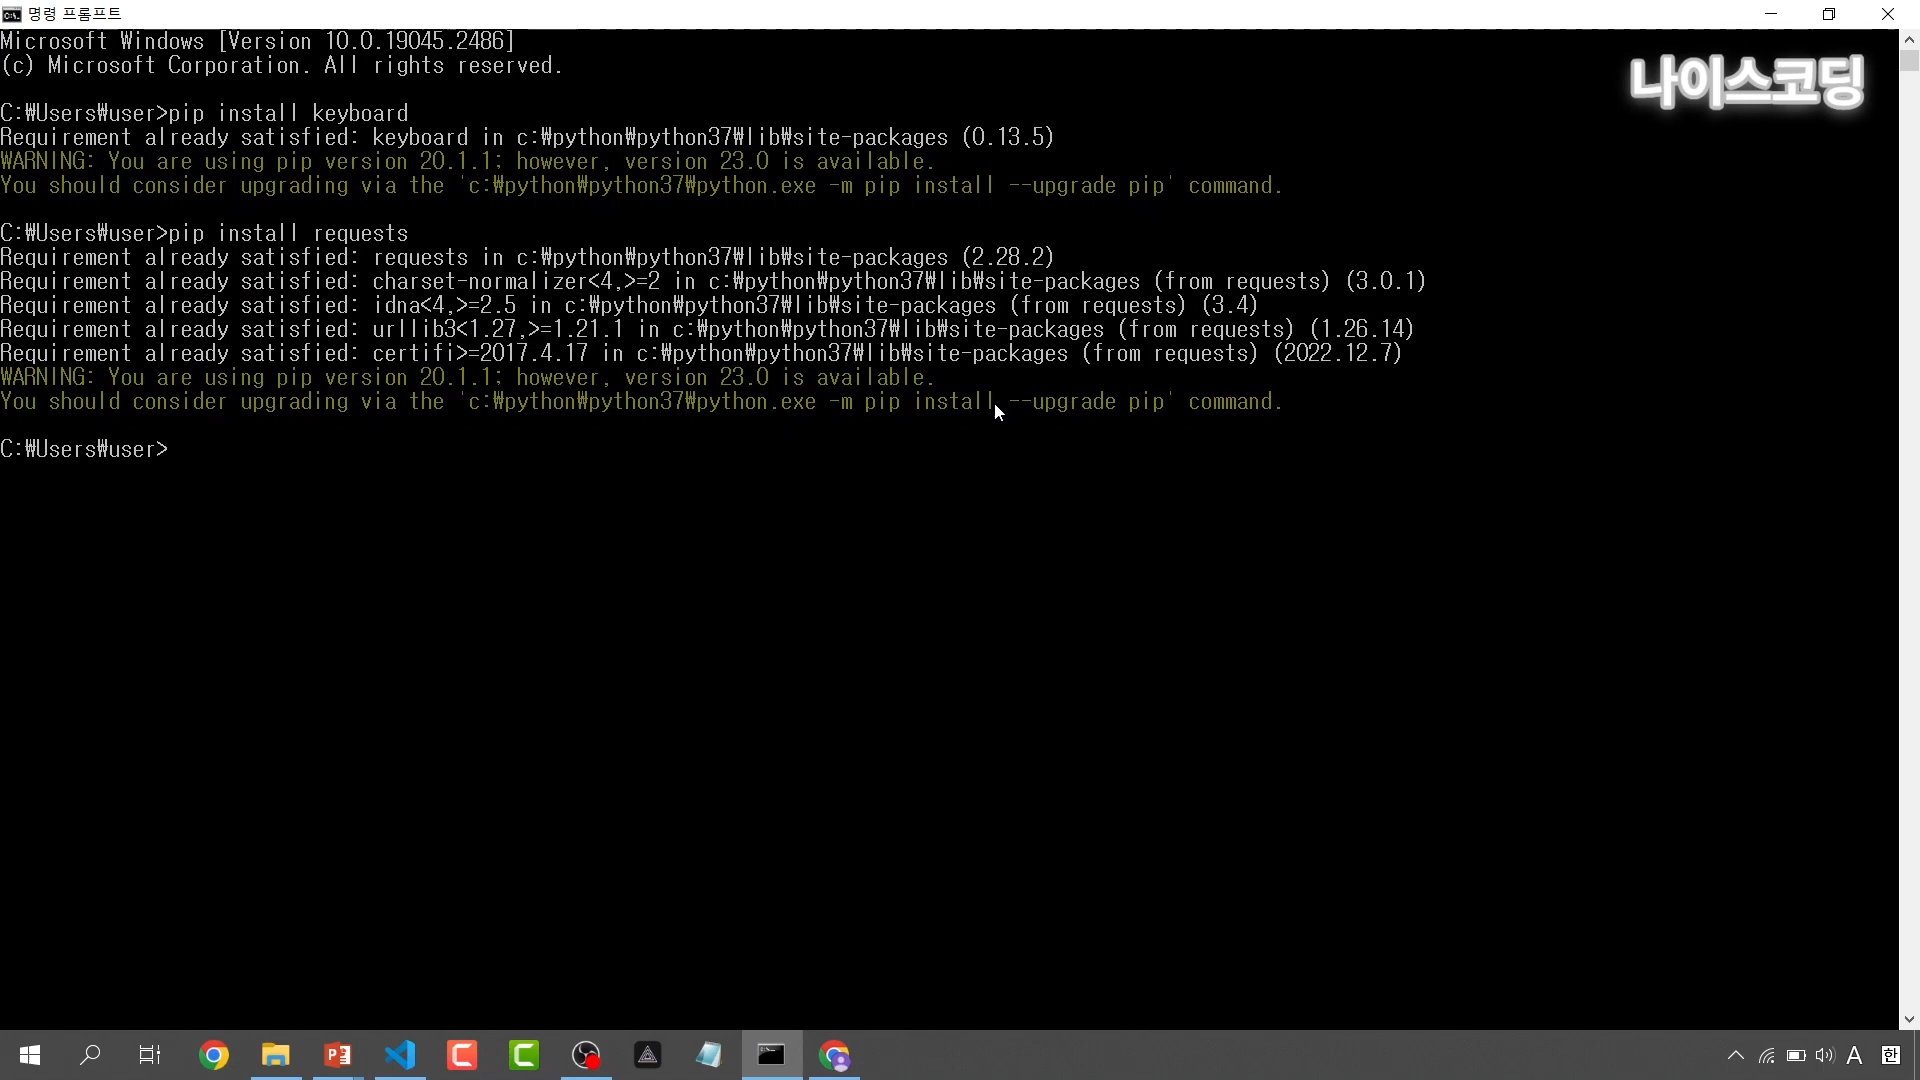 명령 프롬프트
Microsoft Windows [Version 10.0.19045.2486]
(c) Microsoft Corporation. All rights reserved.
나이스코딩
C:₩Users₩user>pip install keyboard
Requirement already satisfied: keyboard in c:₩python₩python37₩lib₩site-packages (0.13.5)
WARNING: You are using pip version 20.1.1; however, version 23.0 is available.
You should consider upgrading via the 'c:₩python₩python37₩python.exe -m pip install --upgrade pip' command.
C:₩Users₩user>pip install requests
Requirement already satisfied: requests in c:₩python₩python37₩lib₩site-packages (2.28.2)
Requirement already satisfied: charset-normalizer<4,>=2 in c:₩python₩python37₩lib₩site-packages (from requests) (3.0.1)
Requirement already satisfied: idna<4,>=2.5 in c:₩python₩python37₩lib₩site-packages (from requests) (3.4)
Requirement already satisfied: urllib3<1.27,>=1.21.1 in c:₩python₩python37₩lib₩site-packages (from requests) (1.26.14)
Requirement already satisfied: certifi>=2017.4.17 in c:₩python₩python37₩lib₩site-packages (from requests) (2022.12.7)
WARNING: You are using pip version 20.1.1; however, version 23.0 is available.
You should consider upgrading via the 'c:₩python₩python37₩python.exe -m pip install --upgrade pip' command.
C:₩Users₩user>
A 한